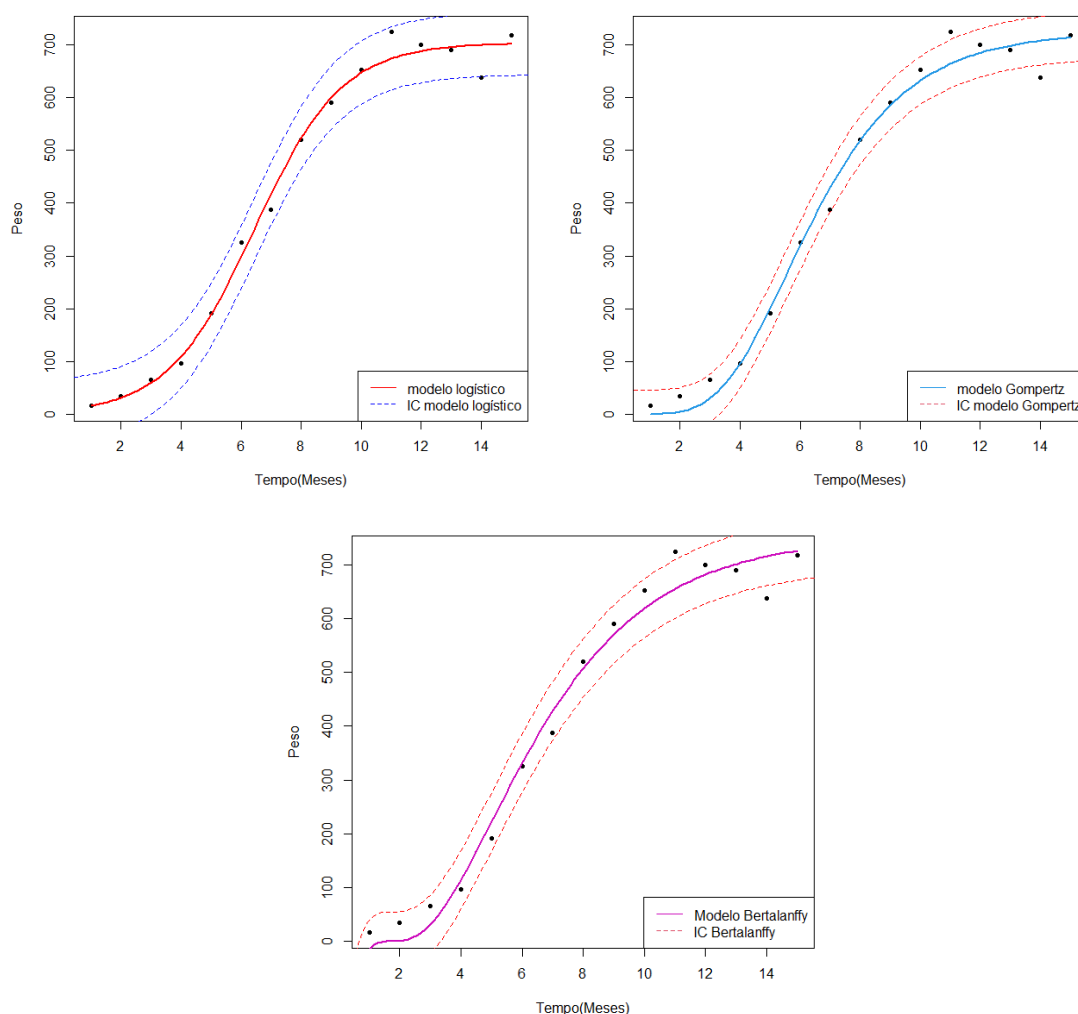 700
600
500
400
300
200
100
0
Peso
2 4 6 8 10 12 14
Tempo(Meses)
modelo logístico
IC modelo logístico
700
600
500
400
300
200
100
0
Peso
2 4 6 8 10 12 14
Tempo(Meses)
modelo Gompertz
IC modelo Gompertz
700
600
500
400
300
200
100
0
Peso
2 4 6 8 10 12 14
Tempo(Meses)
Modelo Bertalanffy
IC Bertalanffy